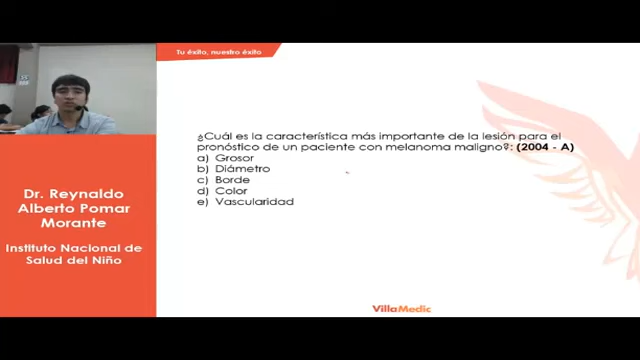 Tu éxito, nuestro éxito
¿Cuál es la característica más importante de la lesión para el
pronóstico de un paciente con melanoma maligno?: (2004 - A)
a) Grosor
b) Diámetro
c) Borde
d) Color
e) Vascularidad
Dr. Reynaldo
Alberto Pomar
Morante
Instituto Nacional de
Salud del Niño
VillaMedic